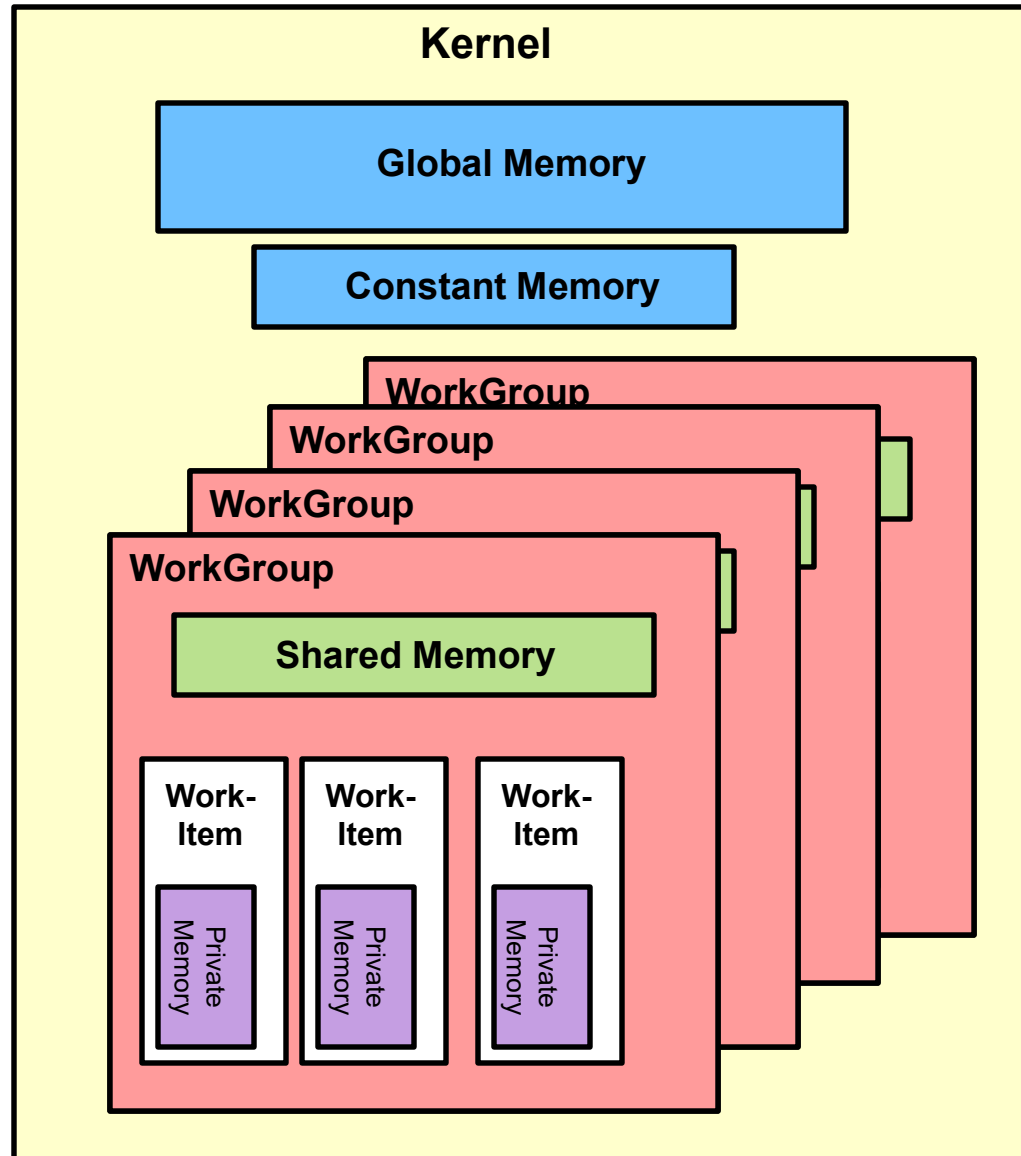 Kernel
Global Memory
Constant Memory
WorkGroup
WorkGroup
WorkGroup
WorkGroup
Shared Memory
Work-
Item
Work-
Item
Work-
Item
Private
Memory
Private
Memory
Private
Memory